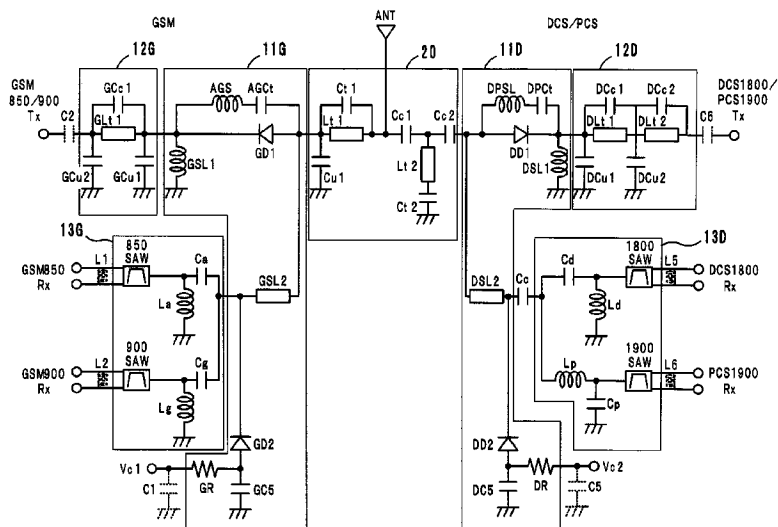 GSM
ANT
DCS/PCS
12G
11G
20
11D
12D
GSM
850/900
Tx
C2
GCc1
GLt1
GCu2
GCu1
AGS
AGCt
GD1
GSL1
Ct1
Lt1
Cu1
Cc1
Cc2
Lt2
Ct2
DPSL
DPCt
DD1
DSL1
DCc1
DCc2
DLt1
DLt2
DCu1
DCu2
C6
DCS1800/
PCS1900
Tx
13G
850
SAW
GSM850
Rx
L1
Ca
La
900
SAW
GSM900
Rx
L2
Cg
Lg
GSL2
GD2
Vc1
C1
GR
GC5
DSL2
Cc
13D
Cd
Ld
1800
SAW
L5
DCS1800
Rx
Lp
Cp
1900
SAW
L6
PCS1900
Rx
DD2
DC5
DR
C5
Vc2